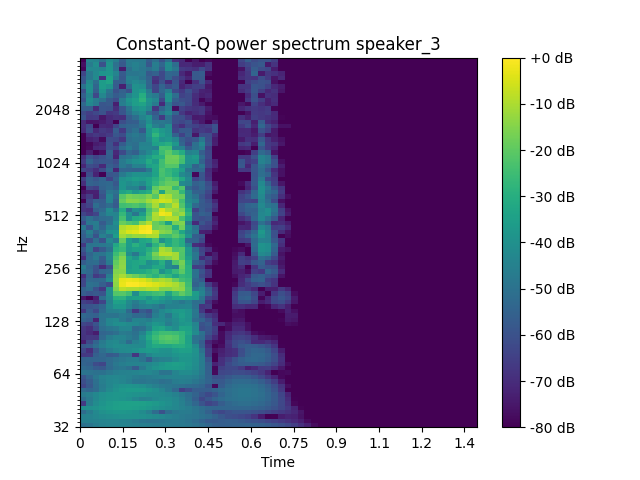 Constant-Q power spectrum speaker_3
Hz
2048
1024
512
256
128
64
32
0 0.15 0.3 0.45 0.6 0.75 0.9 1.1 1.2 1.4
Time
+0 dB
-10 dB
-20 dB
-30 dB
-40 dB
-50 dB
-60 dB
-70 dB
-80 dB